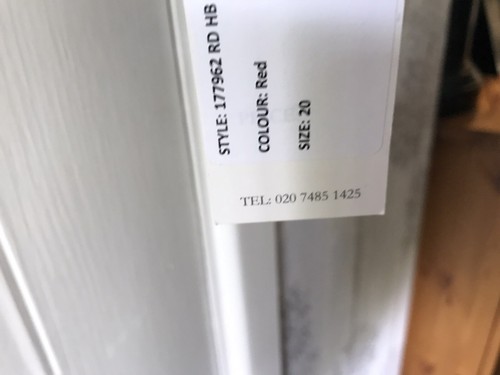 STYLE: 177962 RD HB
COLOUR: Red
SIZE: 20
TEL: 020 7485 1425